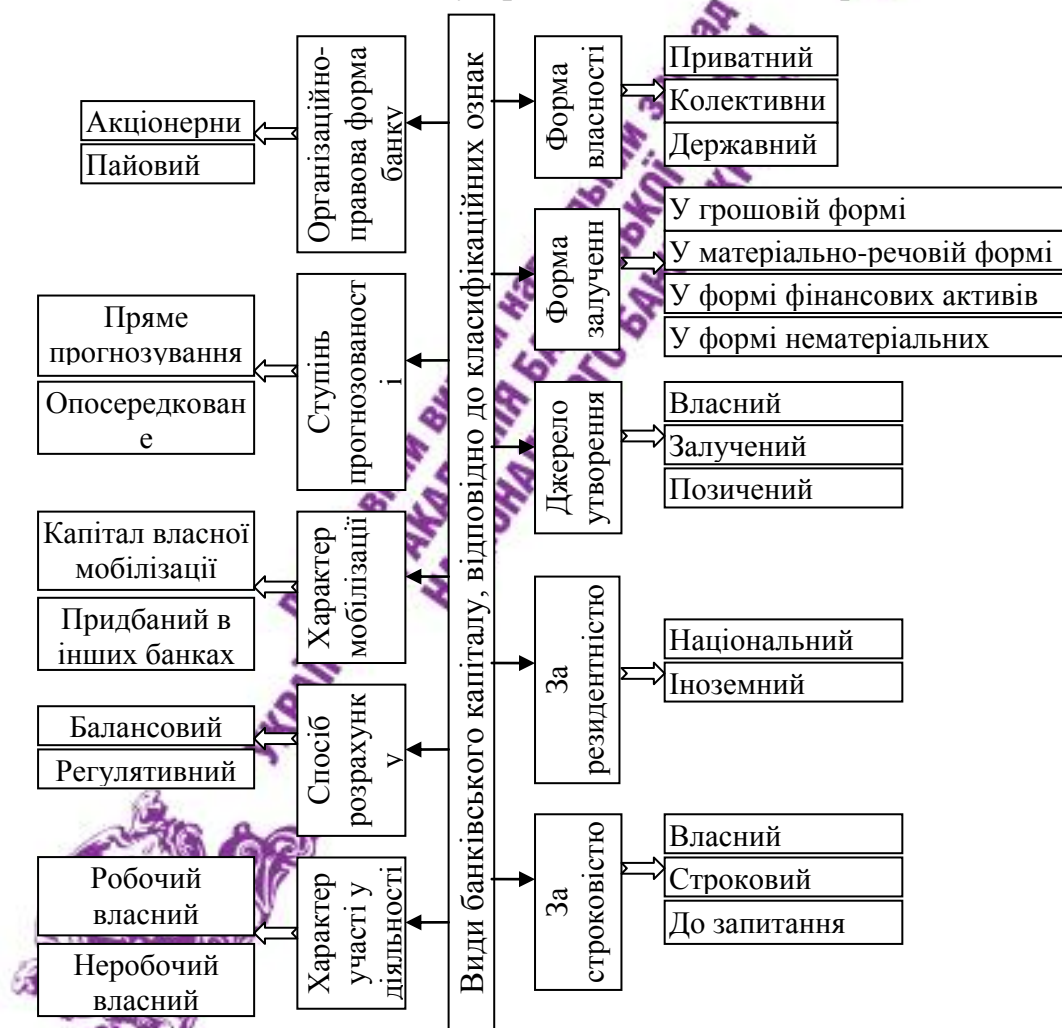 Види банківського капіталу, відповідно до класифікаційних ознак
Організаційно-
правова форма
банку
Акціонерни
Пайовий
Ступінь
прогнозованост
і
Пряме
прогнозування
Опосередкован
е
Характер
мобілізації
Капітал власної
мобілізації
Придбаний в
інших банках
Спосіб
розрахунк
у
Балансовий
Регулятивний
Характер
участі у
діяльності
Робочий
власний
Неробочий
власний
Форма
власності
Приватний
Колективни
Державний
Форма
залученн
У грошовій формі
У матеріально-речовій формі
У формі фінансових активів
У формі нематеріальних
Джерело
утворення
Власний
Залучений
Позичений
За
резидентністю
Національний
Іноземний
За
строковістю
Власний
Строковий
До запитання